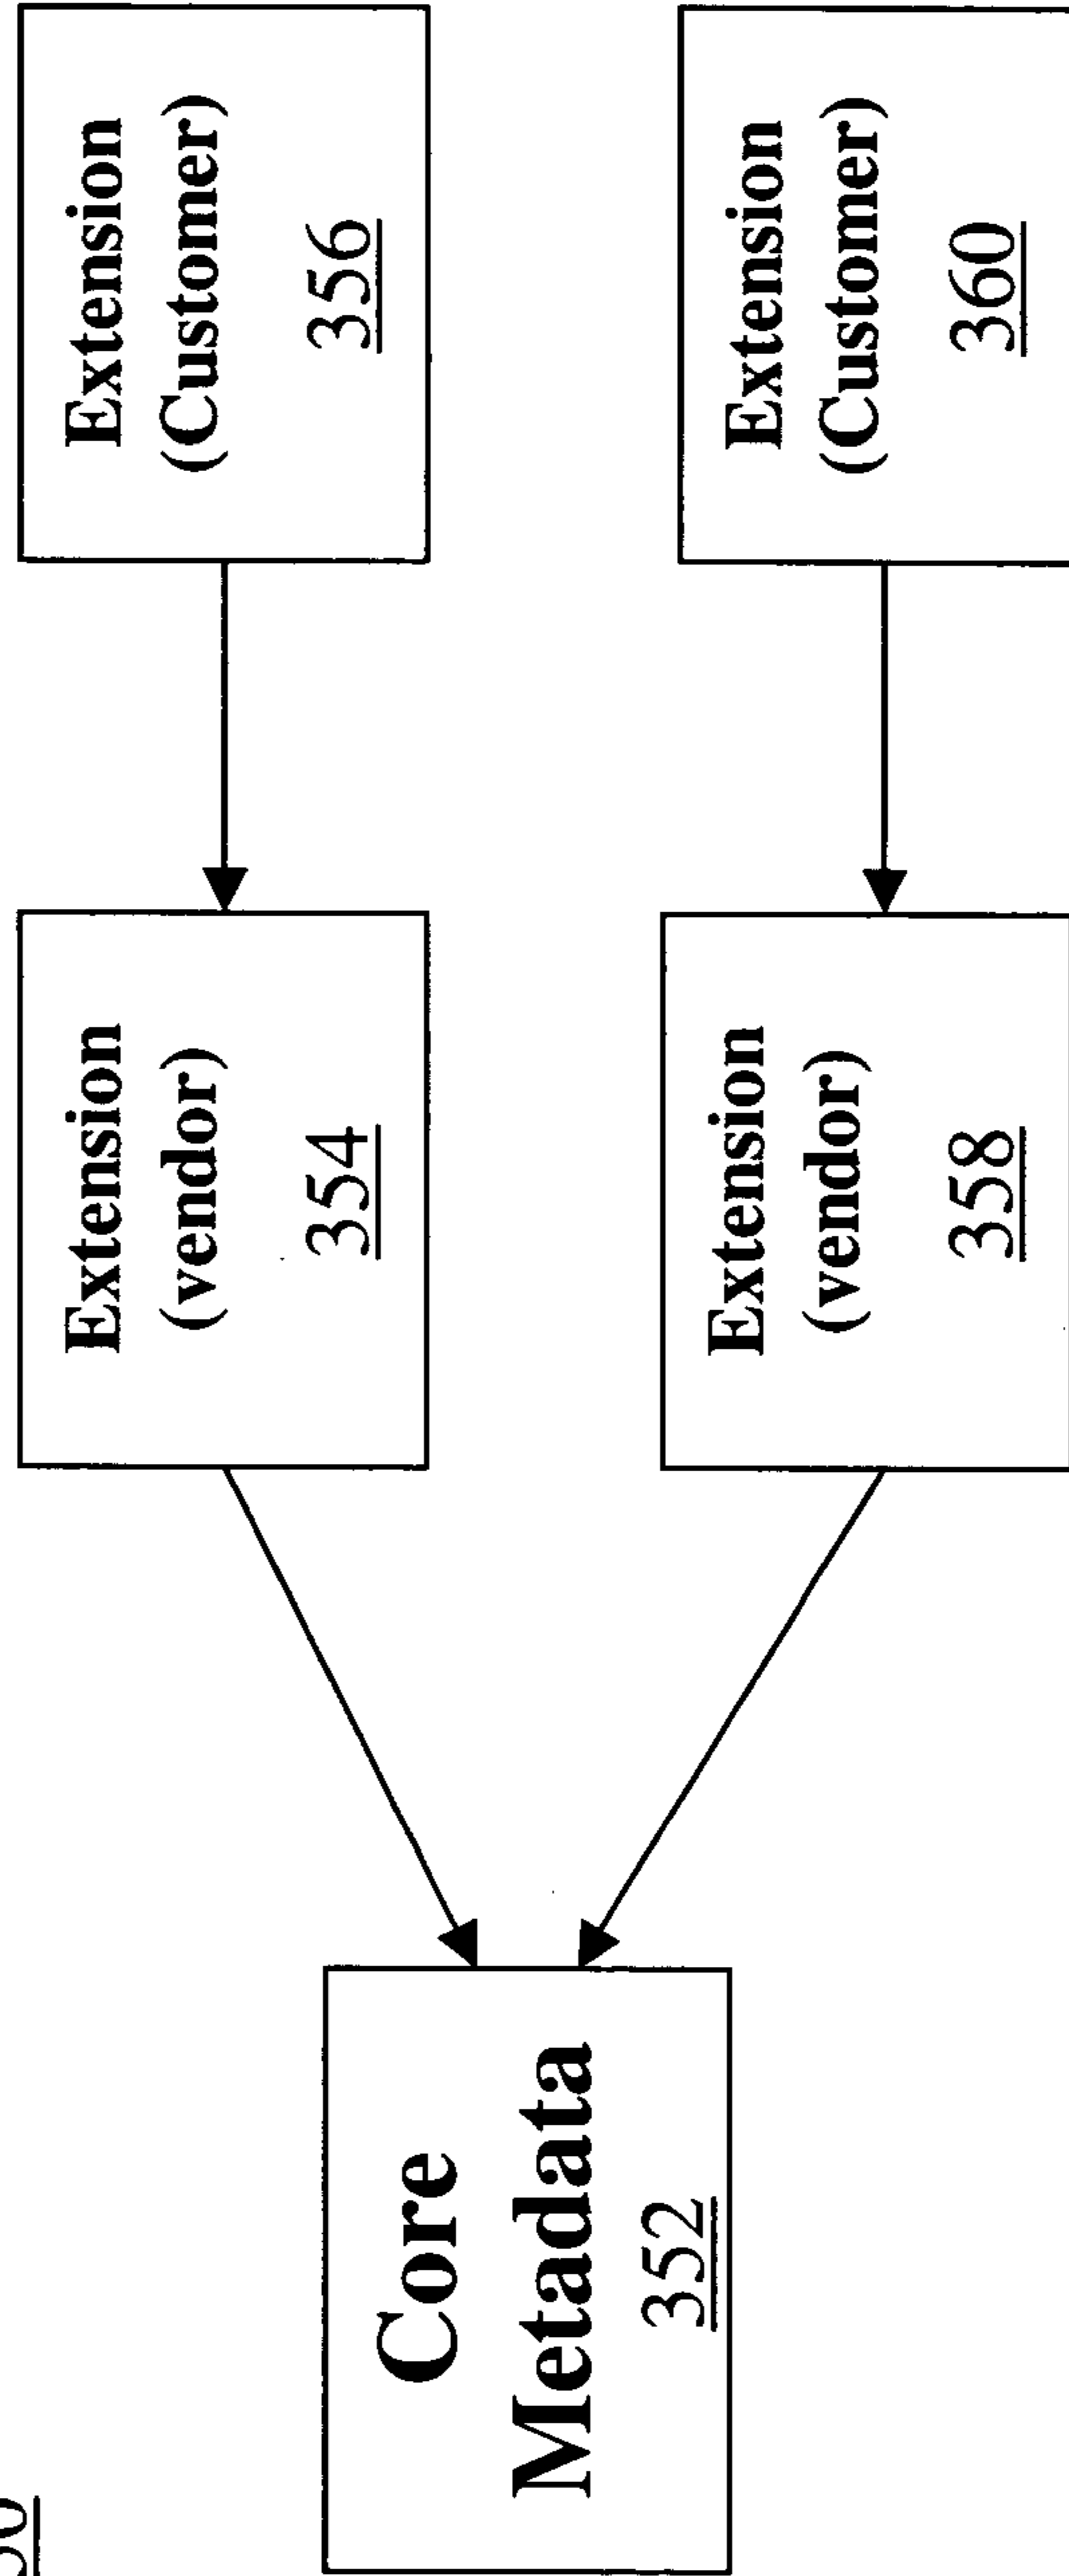 Core
Metadata
352
Extension
(vendor)
354
Extension
(Customer)
356
Extension
(vendor)
358
Extension
(Customer)
360